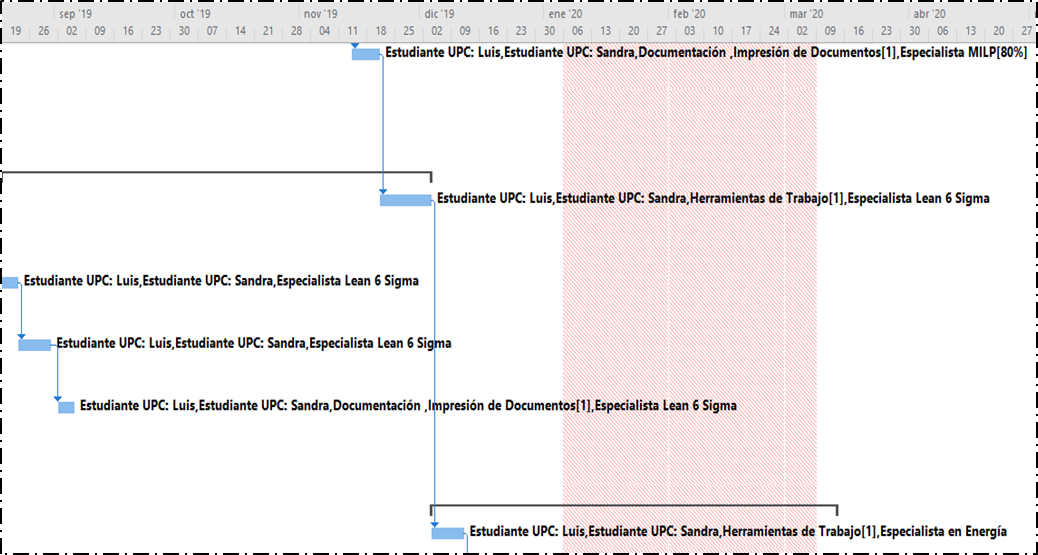 sep '19 oct '19 nov '19 dic '19 ene '20 feb '20 mar '20 abr '20
19 26 02 09 16 23 30 07 14 21 28 04 11 18 25 02 09 16 23 30 06 13 20 27 03 10 17 24 02 09 16 23 30 06 13 20 27
Estudiante UPC: Luis,Estudiante UPC: Sandra,Documentación ,Impresión de Documentos[1],Especialista MILP[80%]
Estudiante UPC: Luis,Estudiante UPC: Sandra,Herramientas de Trabajo[1],Especialista Lean 6 Sigma
Estudiante UPC: Luis,Estudiante UPC: Sandra,Especialista Lean 6 Sigma
Estudiante UPC: Luis,Estudiante UPC: Sandra,Especialista Lean 6 Sigma
Estudiante UPC: Luis,Estudiante UPC: Sandra,Documentación ,Impresión de Documentos[1],Especialista Lean 6 Sigma
Estudiante UPC: Luis,Estudiante UPC: Sandra,Herramientas de Trabajo[1],Especialista en Energía